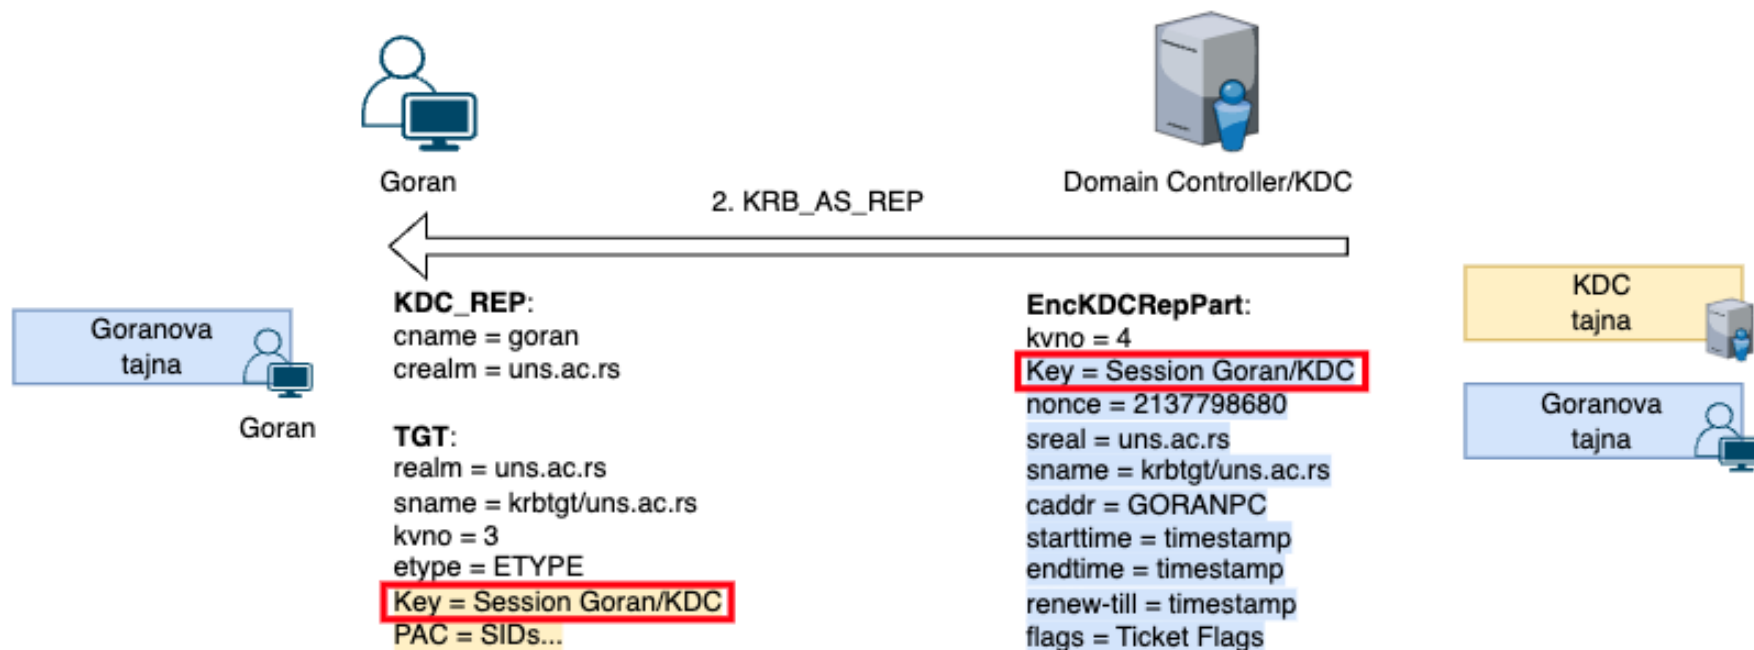 Goran
Domain Controller/KDC
2. KRB_AS_REP
Goranova
tajna
Goran
KDC_REP:
cname = goran
crealm = uns.ac.rs
TGT:
realm = uns.ac.rs
sname = krbtgt/uns.ac.rs
kvno = 3
etype = ETYPE
Key = Session Goran/KDC
PAC = SIDs...
EncKDCRepPart:
kvno = 4
Key = Session Goran/KDC
nonce = 2137798680
sreal = uns.ac.rs
sname = krbtgt/uns.ac.rs
caddr = GORANPC
starttime = timestamp
endtime = timestamp
renew-till = timestamp
flags = Ticket Flags
KDC
tajna
Goranova
tajna